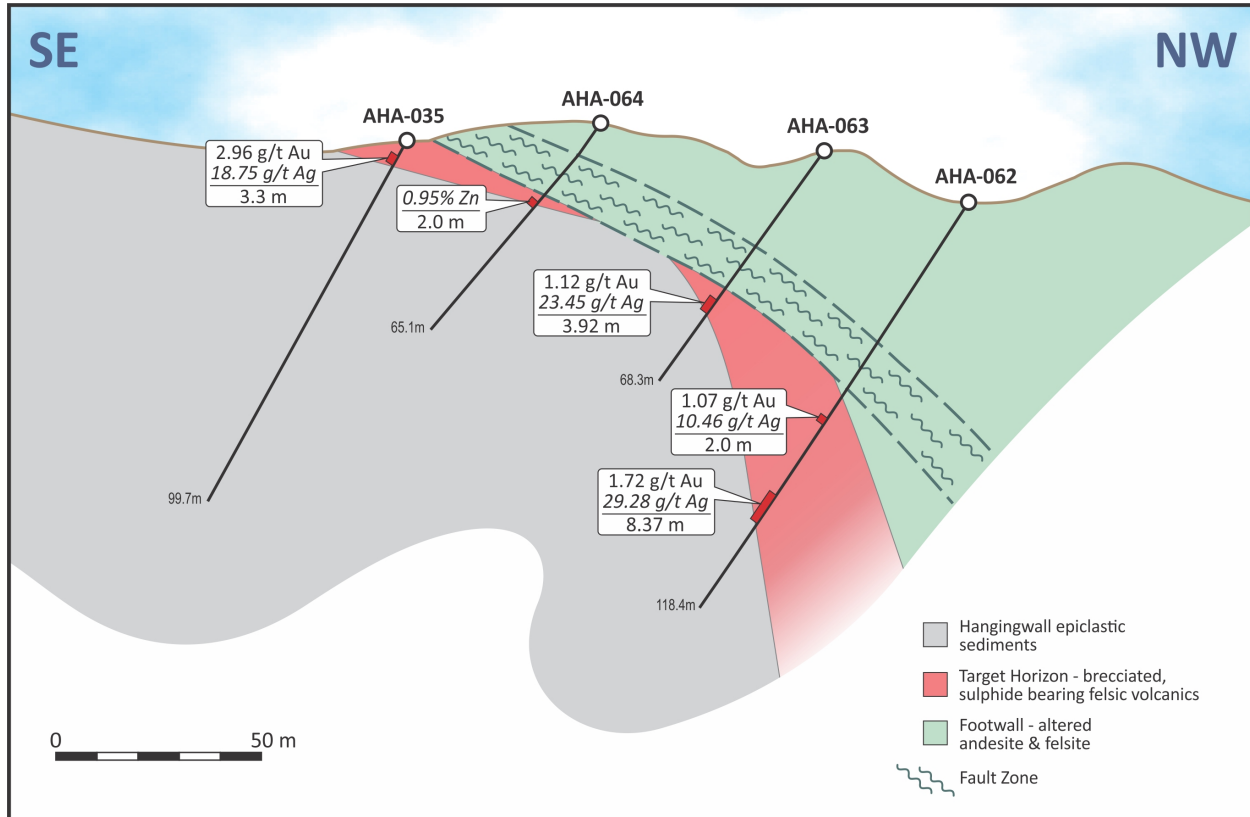 SE
NW
AHA-035
AHA-064
AHA-063
AHA-062
2.96 g/t Au
18.75 g/t Ag
3.3 m
0.95% Zn
2.0 m
1.12 g/t Au
23.45 g/t Ag
3.92 m
65.1m
68.3m
1.07 g/t Au
10.46 g/t Ag
2.0 m
1.72 g/t Au
29.28 g/t Ag
8.37 m
99.7m
118.4m
Hangingwall epiclastic
sediments
Target Horizon - brecciated,
sulphide bearing felsic volcanics
Footwall - altered
andesite & felsite
Fault Zone
0
50 m